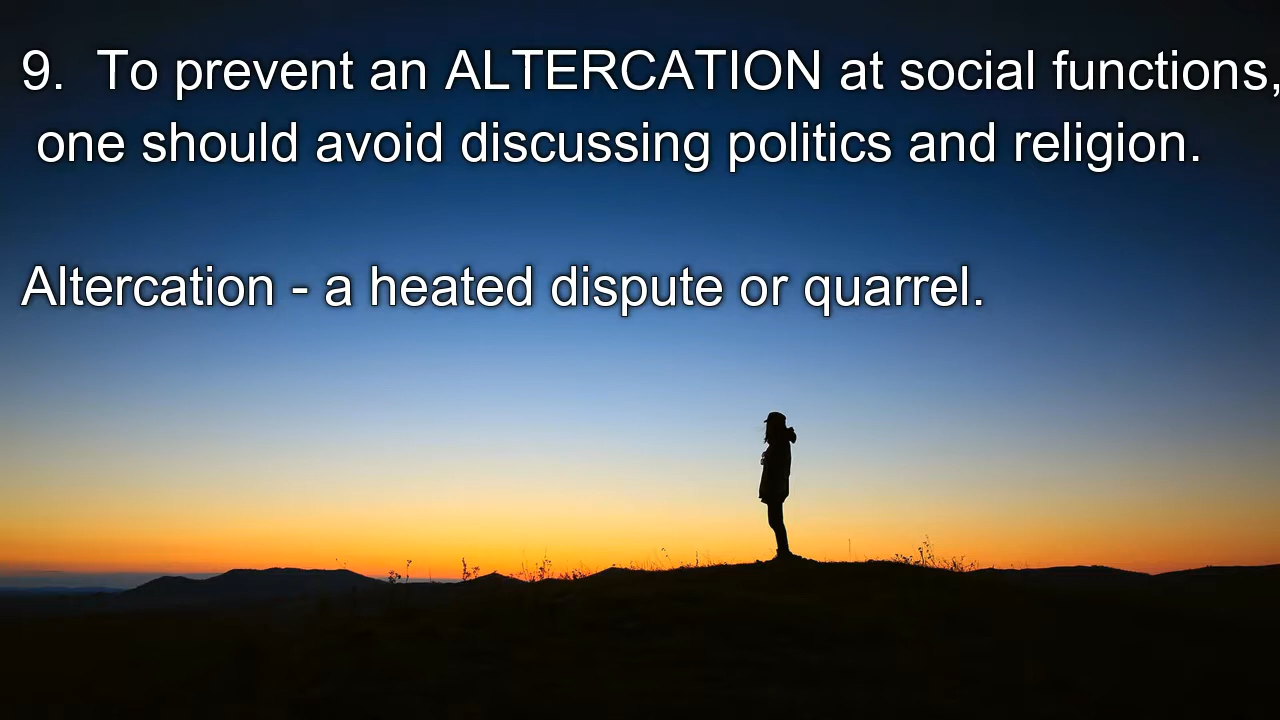 9.  To prevent an ALTERCATION at social functions,
one should avoid discussing politics and religion.
Altercation - a heated dispute or quarrel.